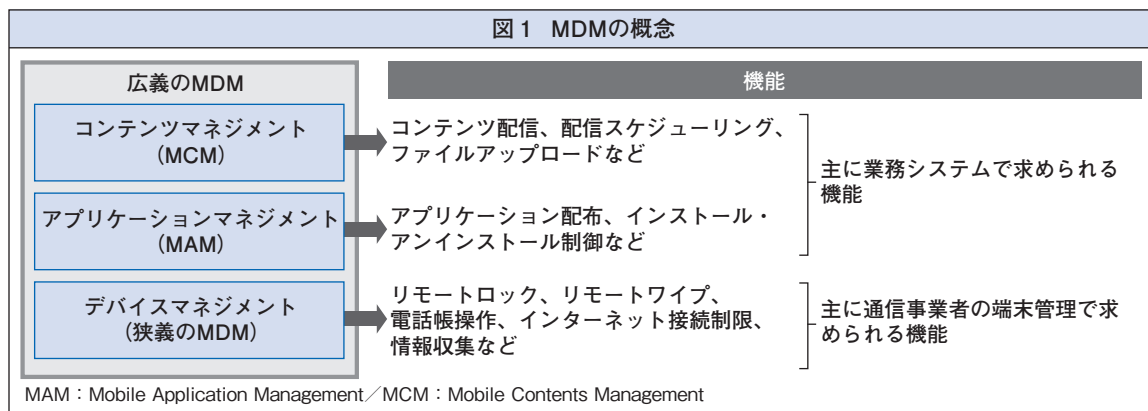 図1 MDMの概念
広義のMDM
機能
コンテンツマネジメント
(MCM)
コンテンツ配信、配信スケジューリング、
ファイルアップロードなど
主に業務システムで求められる
機能
アプリケーションマネジメント
(MAM)
アプリケーション配布、インストール・
アンインストール制御など
デバイスマネジメント
(狭義のMDM)
リモートロック、リモートワイプ、
電話帳操作、インターネット接続制限、
情報収集など
主に通信事業者の端末管理で求
められる機能
MAM:Mobile Application Management/MCM:Mobile Contents Management